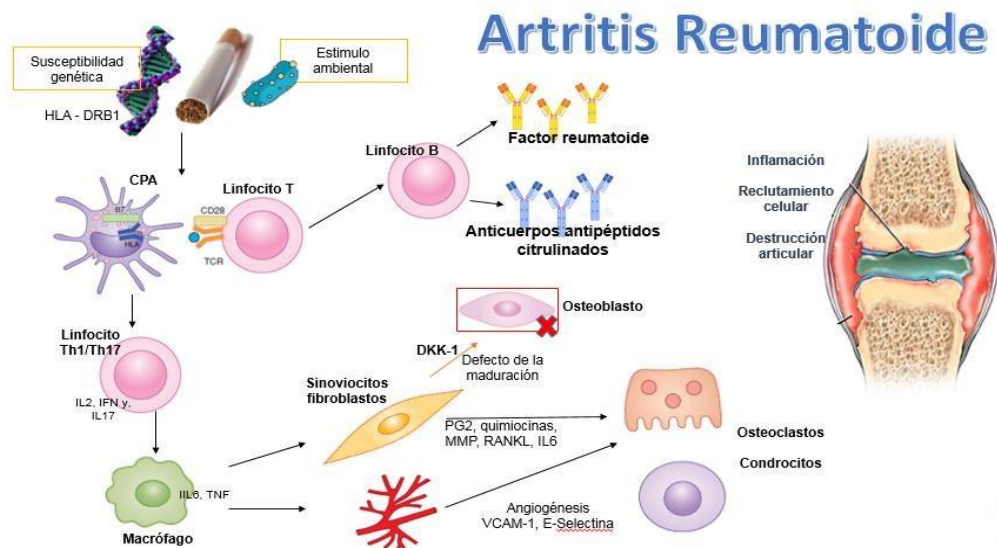 Artritis Reumatoide
Susceptibilidad
genética
HLA - DRB1
Estimulo
ambiental
CPA
B7
HLA
CD28
TCR
Linfocito T
Linfocito B
Factor reumatoide
Anticuerpos antipéptidos
citrulinados
Inflamación
Reclutamiento
celular
Destrucción
articular
Linfocito
Th1/Th17
IL2, IFN y,
IL17
Macrófago
IIL6, TNF
Sinoviocitos
fibroblastos
DKK-1
Defecto de la
maduración
Osteoblasto
PG2, quimiocinas,
MMP, RANKL, IL6
Osteoclastos
Condrocitos
Angiogénesis
VCAM-1, E-Selectina